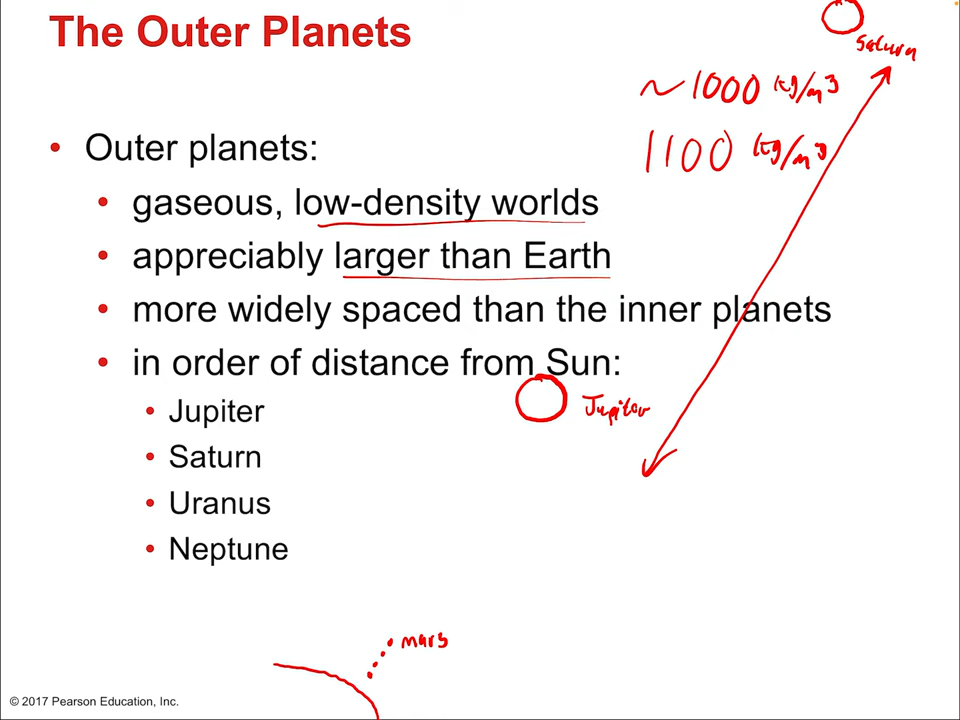 The Outer Planets
Saturn
~1000 kg/m3
1100 kg/m3
• Outer planets:
• gaseous, low-density worlds
• appreciably larger than Earth
• more widely spaced than the inner planets
• in order of distance from Sun:
• Jupiter
Jupiter
• Saturn
• Uranus
• Neptune
mars
© 2017 Pearson Education, Inc.